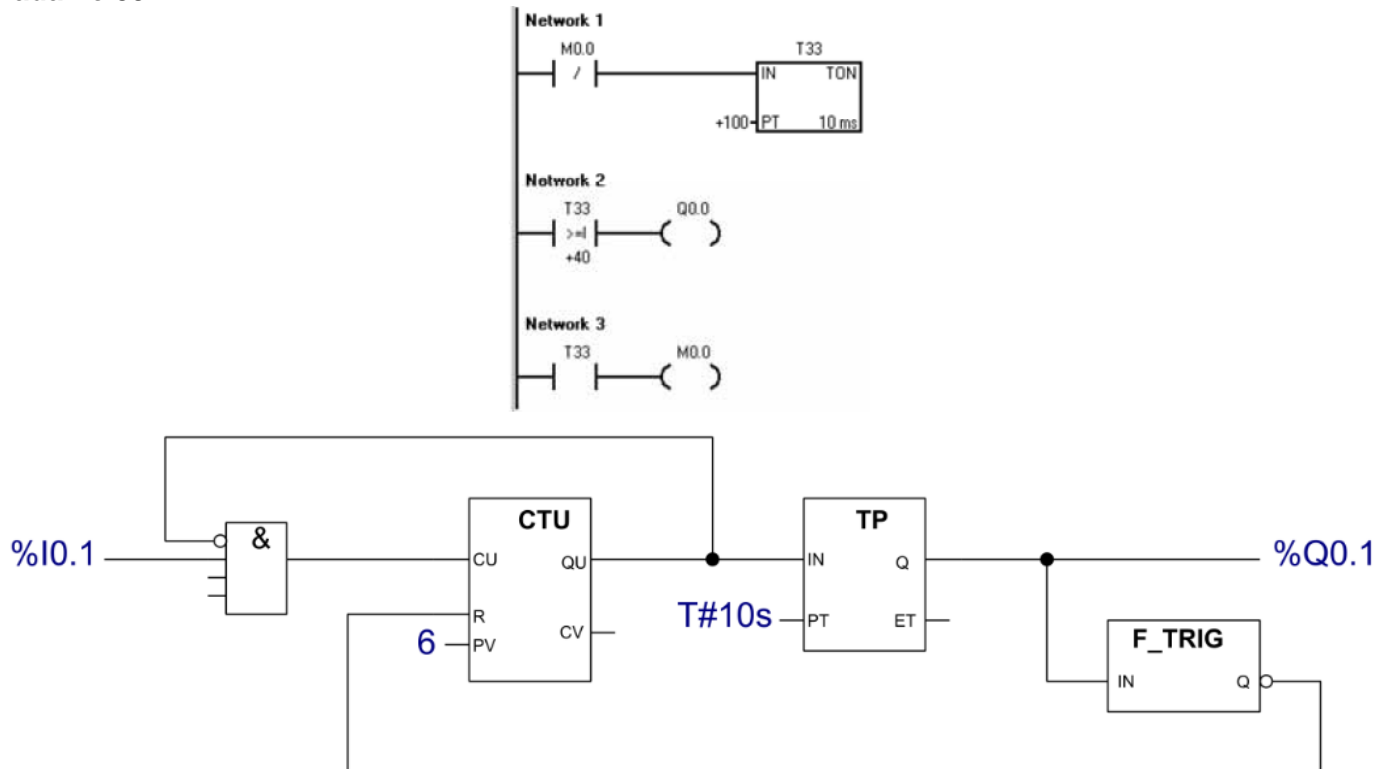 Network 1
M0.0 T33
/ IN TON
+100 PT 10 ms
Network 2
T33 Q0.0
>=I
+40
Network 3
T33 M0.0
& CTU TP
%I0.1 CU QU IN Q %Q0.1
R T#10s PT ET
6 PV CV F_TRIG
IN Q